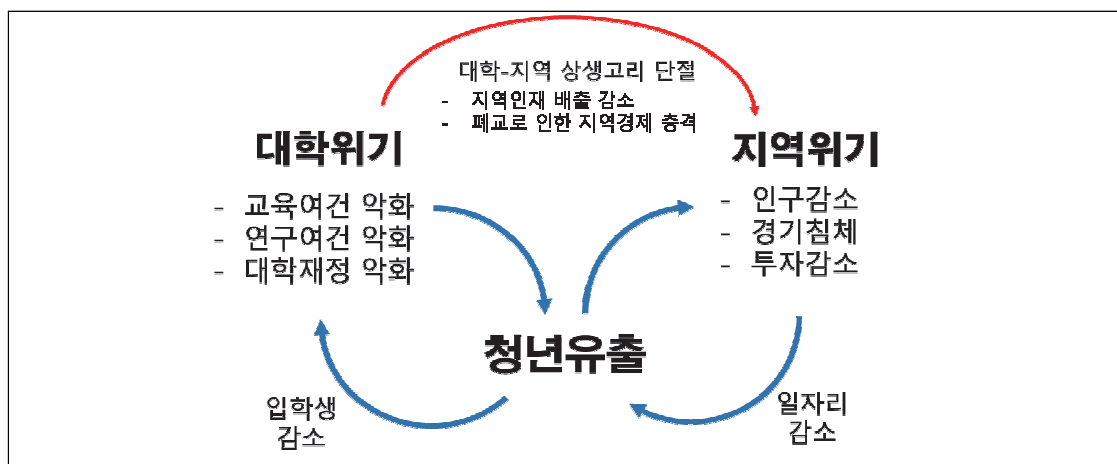 대학-지역 상생고리 단절
- 지역인재 배출 감소
- 폐교로 인한 지역경제 충격
대학위기
- 교육여건 악화
- 연구여건 악화
- 대학재정 악화
지역위기
- 인구감소
- 경기침체
- 투자감소
청년유출
입학생
감소
일자리
감소